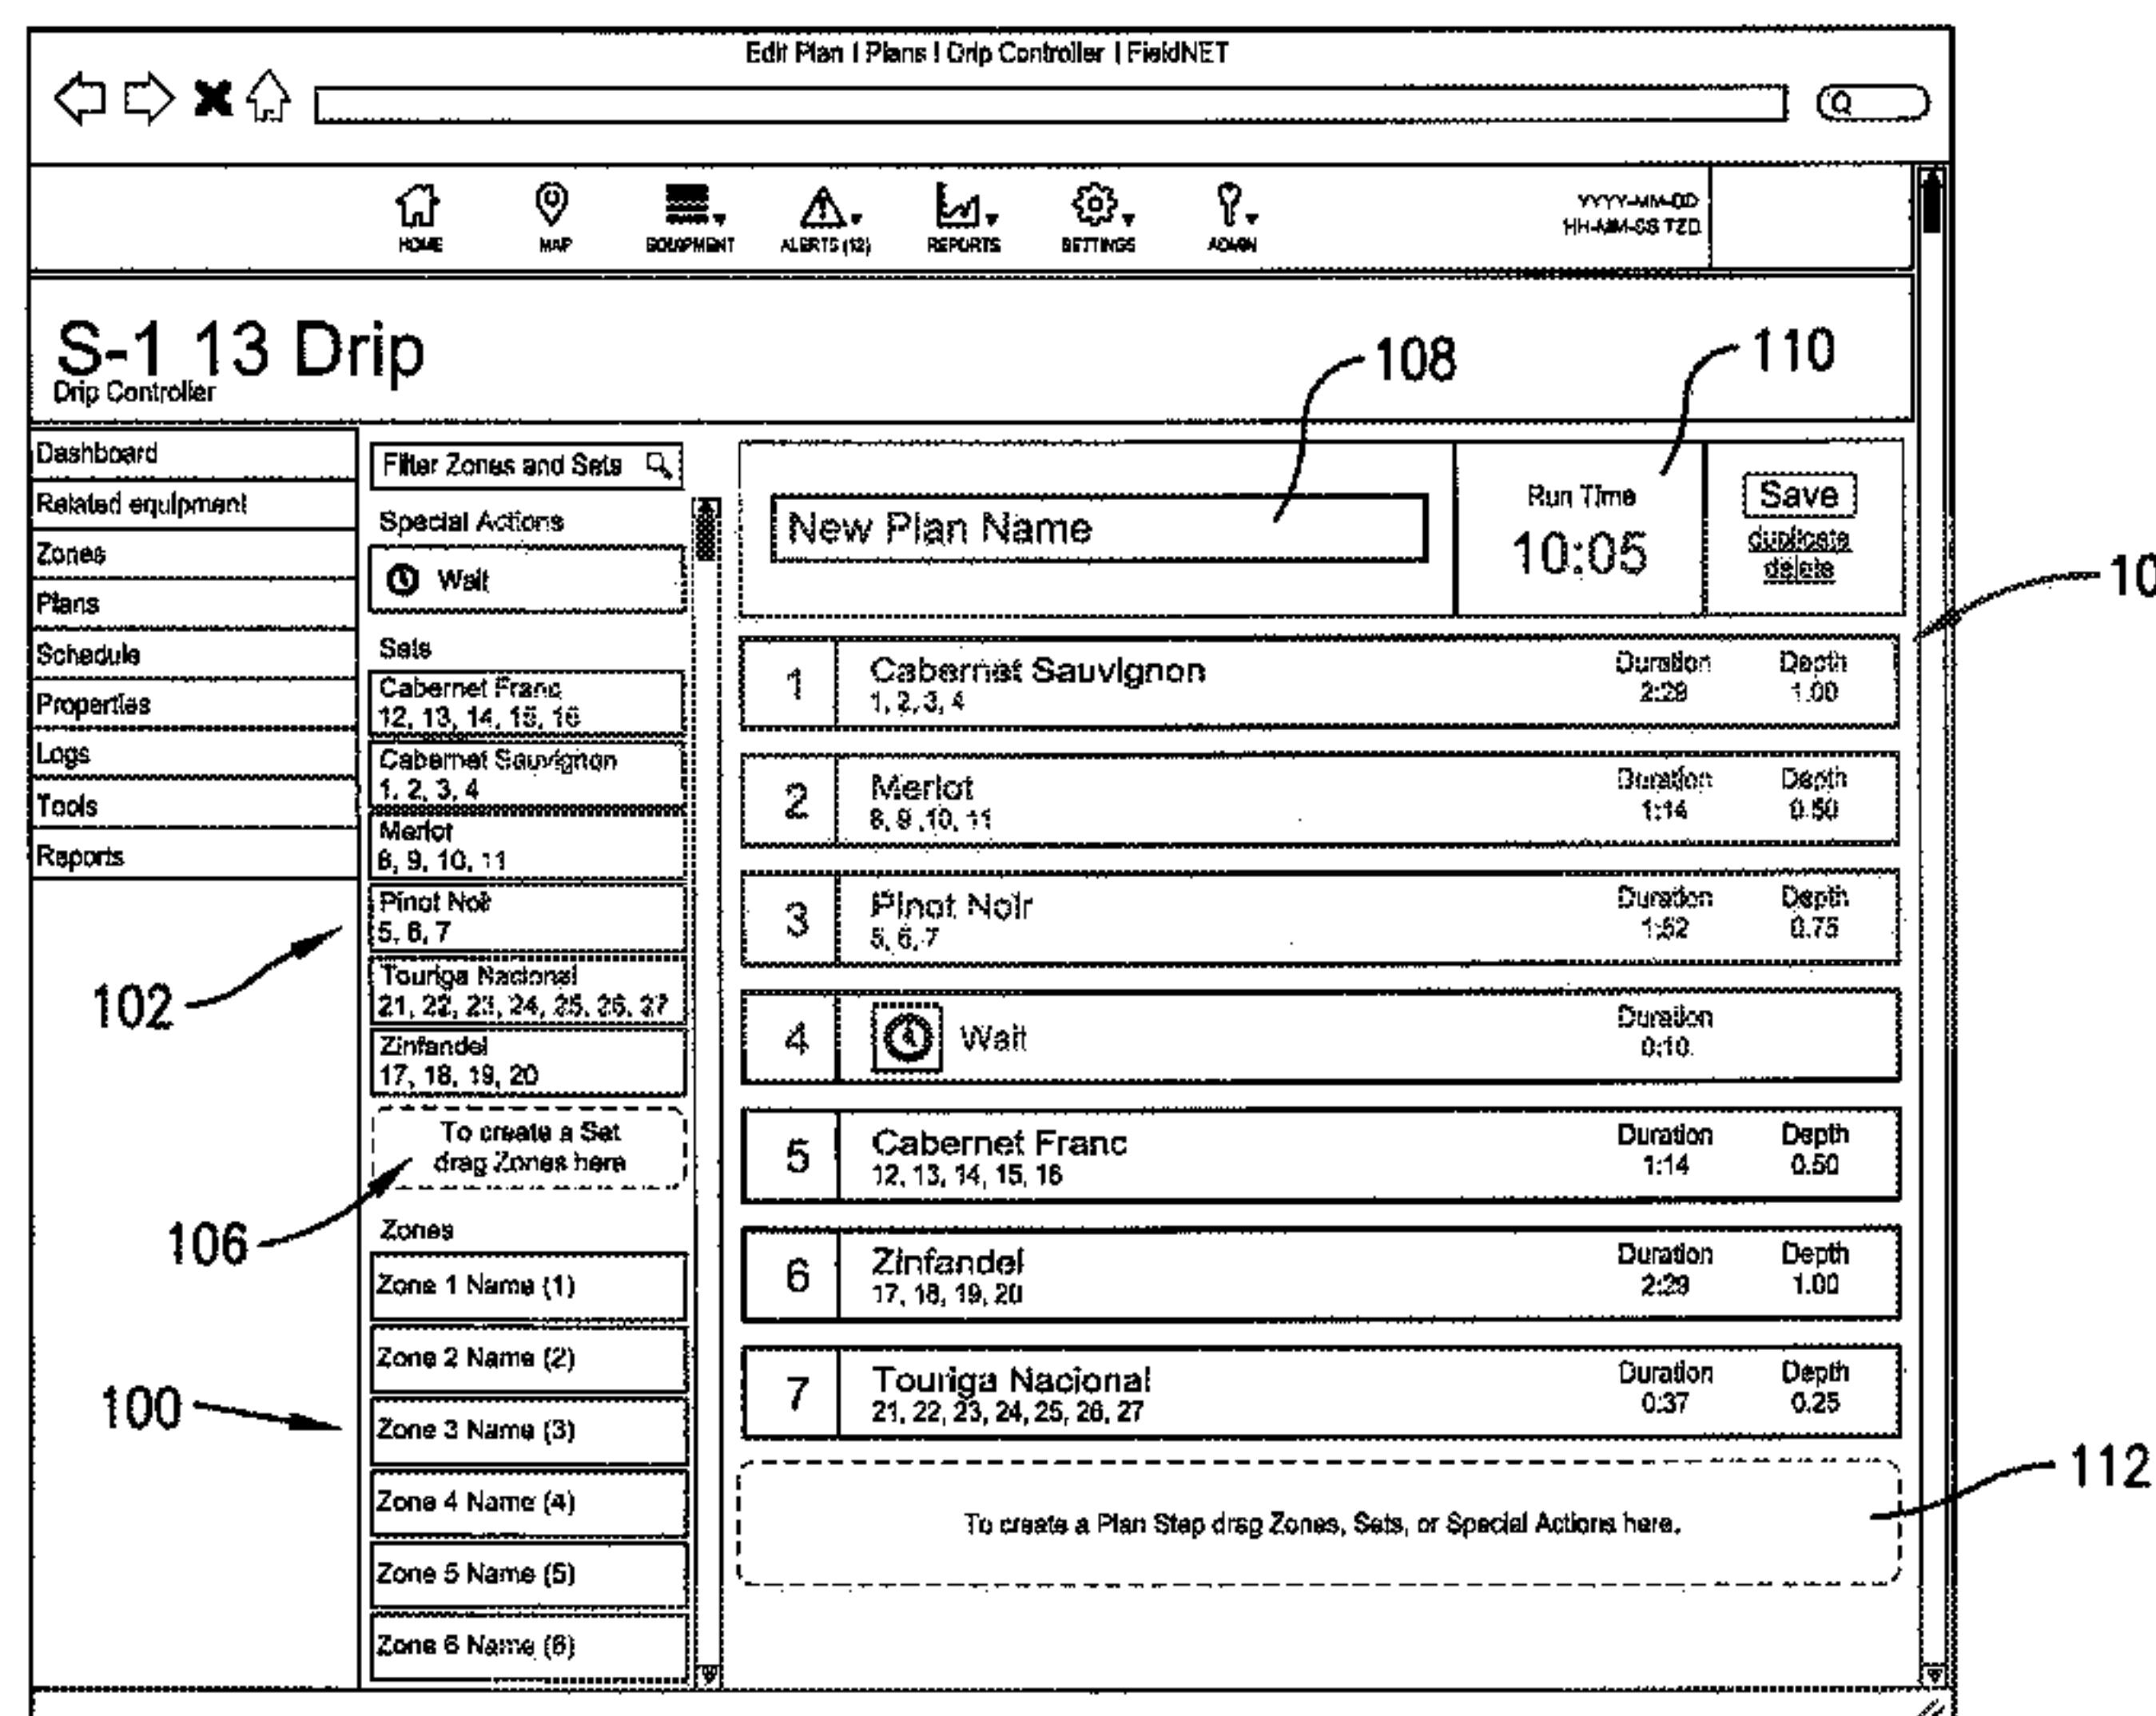 Edit Plan | Plans | Drip Controller | FieldNET
HOME MAP EQUIPMENT ALERTS (12) REPORTS SETTINGS ADMIN
YYYY-MM-DD
HH-MM-SS TZD
S-1 13 Drip
Drip Controller
108
110
Dashboard
Related equipment
Zones
Plans
Schedule
Properties
Logs
Tools
Reports
102
106
100
Filter Zones and Sets
Special Actions
Wait
Sets
Cabernet Franc
12, 13, 14, 15, 16
Cabernet Sauvignon
1, 2, 3, 4
Merlot
8, 9, 10, 11
Pinot Noir
5, 6, 7
Touriga Nacional
21, 22, 23, 24, 25, 26, 27
Zinfandel
17, 18, 19, 20
To create a Set
drag Zones here
Zones
Zone 1 Name (1)
Zone 2 Name (2)
Zone 3 Name (3)
Zone 4 Name (4)
Zone 5 Name (5)
Zone 6 Name (6)
New Plan Name
Run Time
10:05
Save
duplicate
delete
10
1 Cabernet Sauvignon Duration Depth
1, 2, 3, 4 2:29 1.00
2 Merlot Duration Depth
8, 9 ,10, 11 1:14 0.50
3 Pinot Noir Duration Depth
5, 6, 7 1:52 0.75
4 Wait Duration
0:10
5 Cabernet Franc Duration Depth
12, 13, 14, 15, 16 1:14 0.50
6 Zinfandel Duration Depth
17, 18, 19, 20 2:29 1.00
7 Touriga Nacional Duration Depth
21, 22, 23, 24, 25, 26, 27 0:37 0.25
112
To create a Plan Step drag Zones, Sets, or Special Actions here.